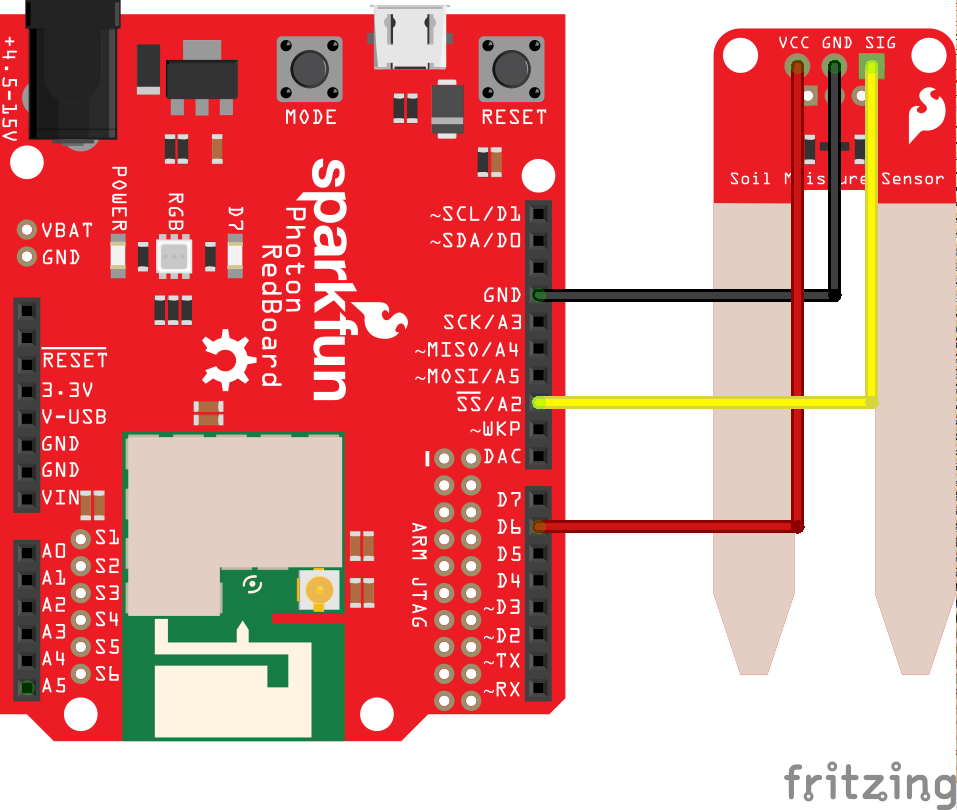 +4.5-15V
MODE
RESET
POWER
RGB
D7
VBAT
GND
sparkfun
Photon
RedBoard
RESET
3.3V
V-USB
GND
GND
VIN
A0
A1
A2
A3
A4
A5
S1
S2
S3
S4
S5
S6
~SCL/D1
~SDA/D0
GND
SCK/A3
~MISO/A4
~MOSI/A5
SS/A2
~WKP
DAC
D7
D6
D5
D4
~D3
~D2
~TX
~RX
1
ARM JTAG
VCC GND SIG
Soil Moisture Sensor
fritzing